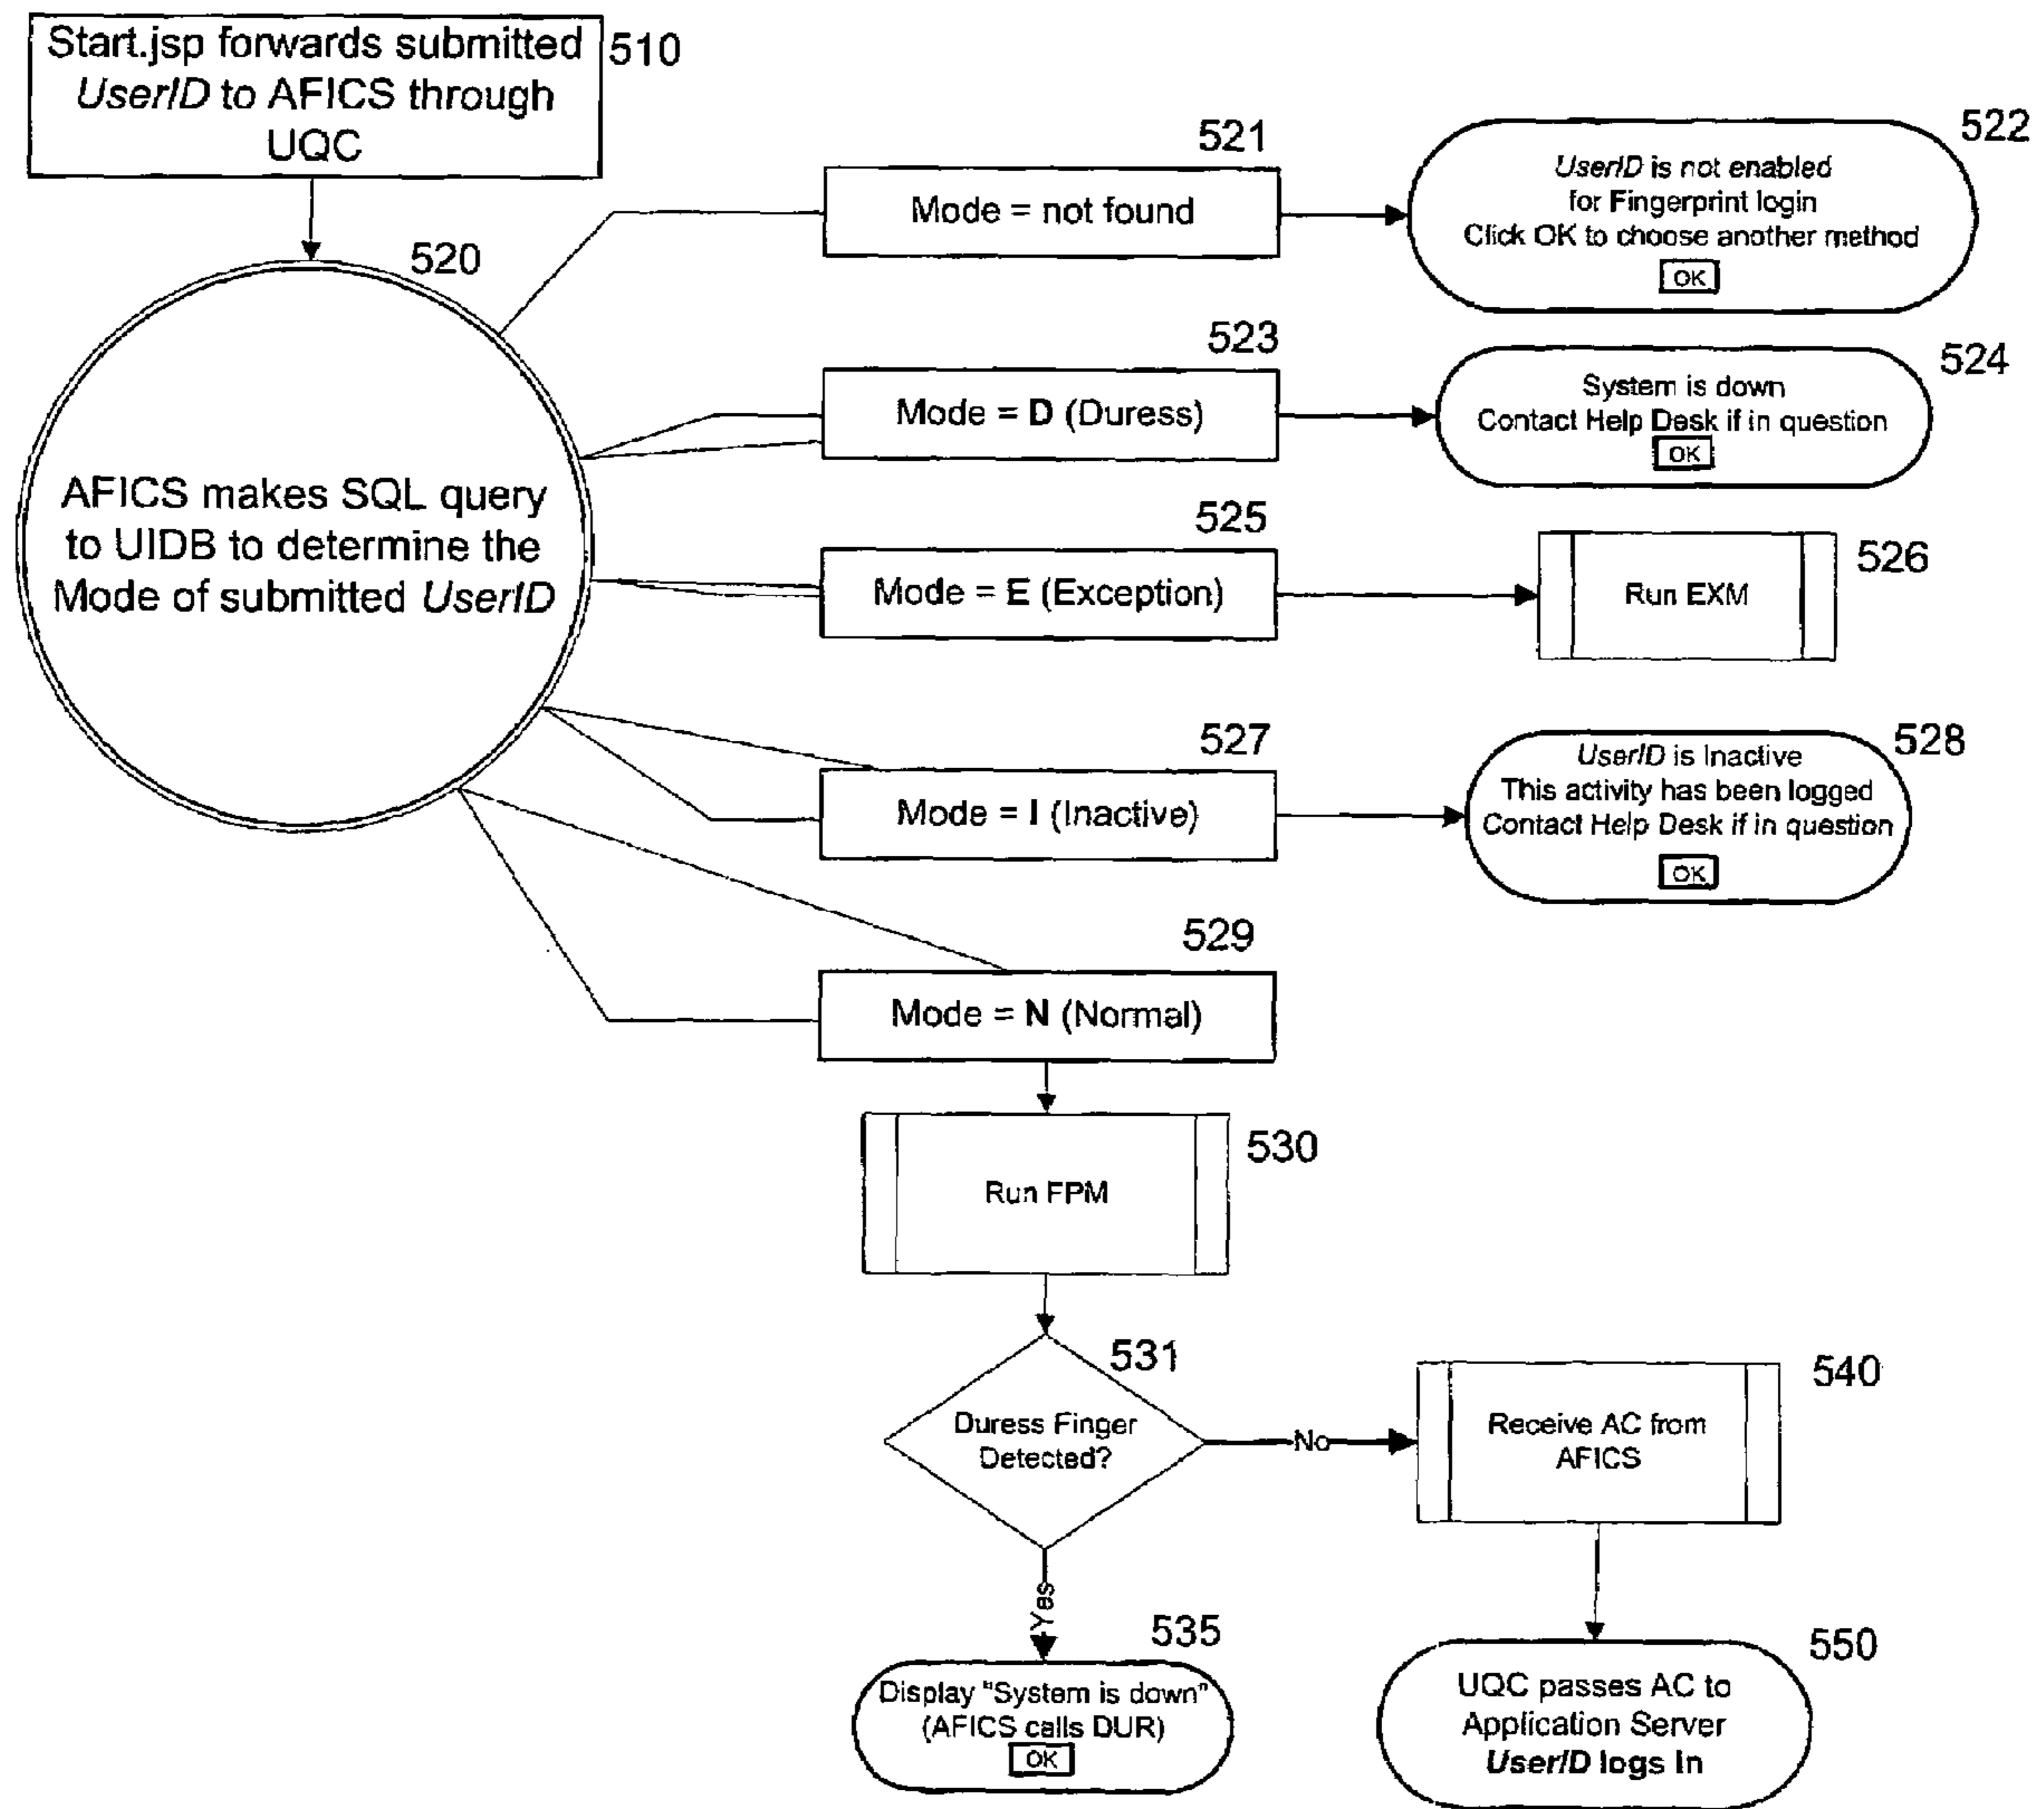 Start.jsp forwards submitted
UserID to AFICS through
UQC
510
520
AFICS makes SQL query
to UIDB to determine the
Mode of submitted UserID
521
Mode = not found
522
UserID is not enabled
for Fingerprint login
Click OK to choose another method
OK
523
Mode = D (Duress)
524
System is down
Contact Help Desk if in question
OK
525
Mode = E (Exception)
526
Run EXM
527
Mode = I (Inactive)
528
UserID is Inactive
This activity has been logged
Contact Help Desk if in question
OK
529
Mode = N (Normal)
530
Run FPM
531
Duress Finger
Detected?
No
540
Receive AC from
AFICS
Yes
535
Display "System is down"
(AFICS calls DUR)
OK
550
UQC passes AC to
Application Server
UserID logs In